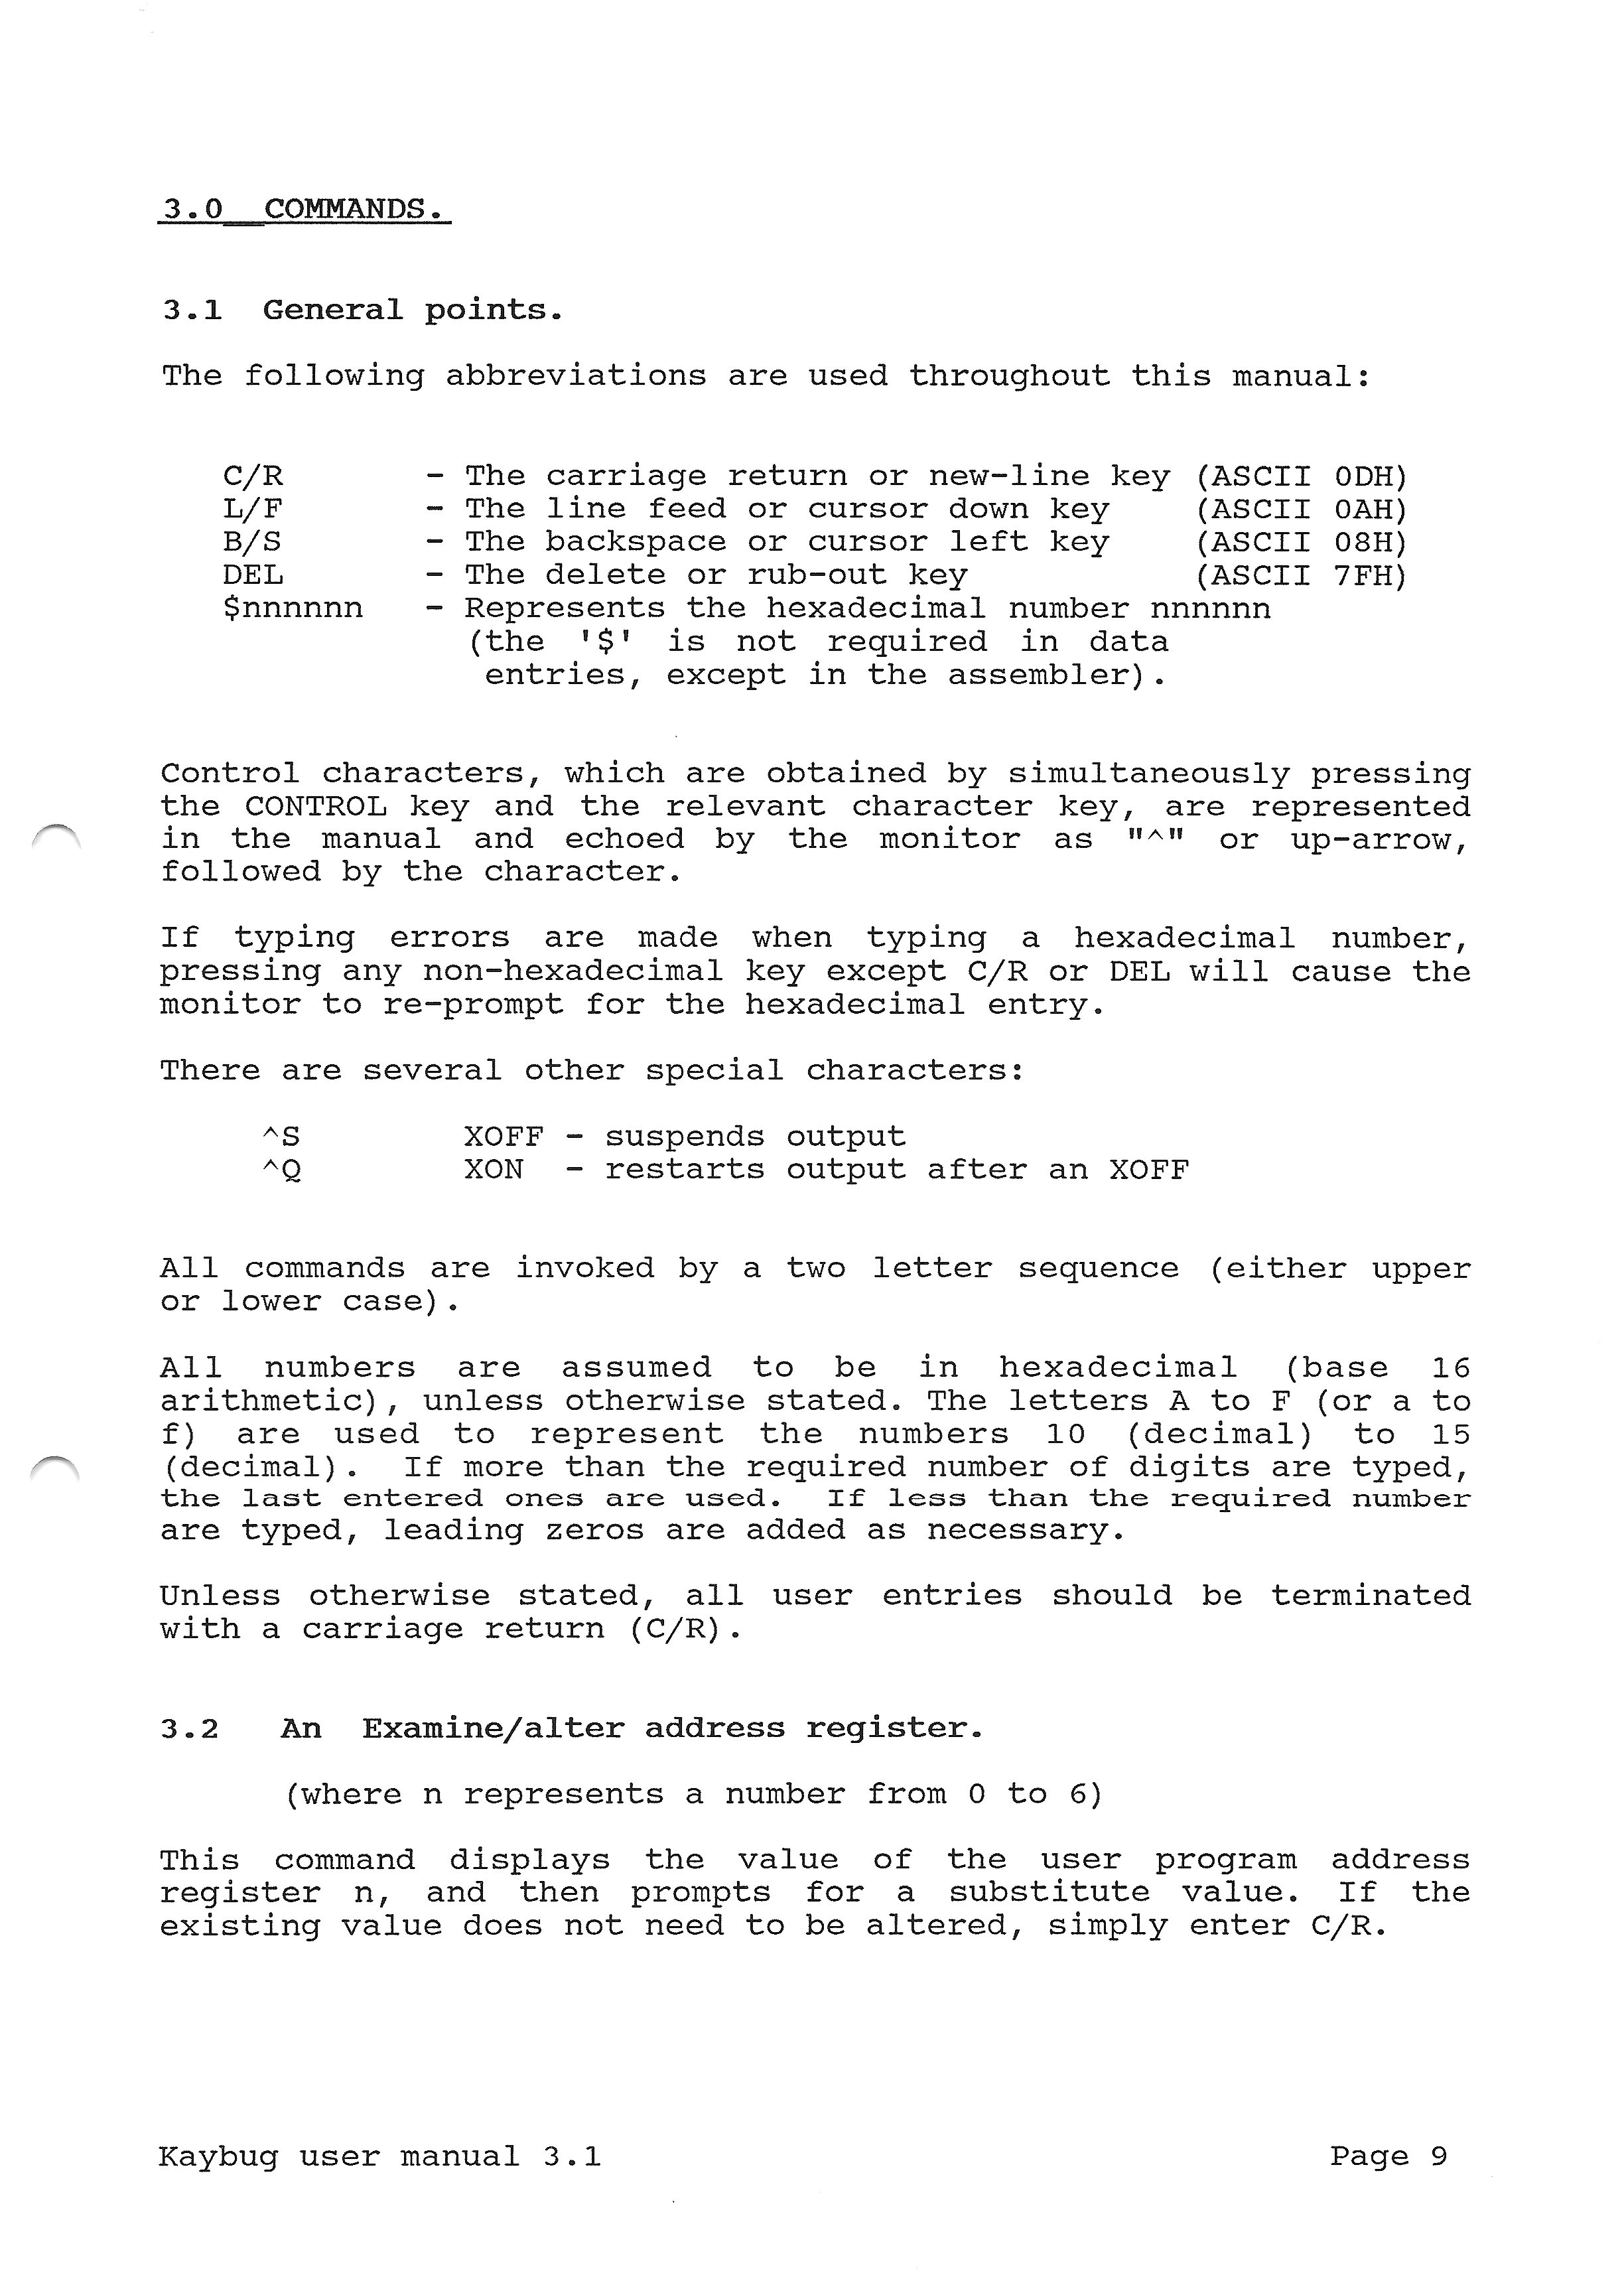 3.0  COMMANDS.
3.1  General points.
The following abbreviations are used throughout this manual:
C/R       - The carriage return or new-line key (ASCII 0DH)
L/F       - The line feed or cursor down key    (ASCII 0AH)
B/S       - The backspace or cursor left key    (ASCII 08H)
DEL       - The delete or rub-out key           (ASCII 7FH)
$nnnnnn   - Represents the hexadecimal number nnnnnn
(the '$' is not required in data
entries, except in the assembler).
Control characters, which are obtained by simultaneously pressing
the CONTROL key and the relevant character key, are represented
in the manual and echoed by the monitor as "^" or up-arrow,
followed by the character.
If typing errors are made when typing a hexadecimal number,
pressing any non-hexadecimal key except C/R or DEL will cause the
monitor to re-prompt for the hexadecimal entry.
There are several other special characters:
^S        XOFF - suspends output
^Q        XON  - restarts output after an XOFF
All commands are invoked by a two letter sequence (either upper
or lower case).
All numbers are assumed to be in hexadecimal (base 16
arithmetic), unless otherwise stated. The letters A to F (or a to
f) are used to represent the numbers 10 (decimal) to 15
(decimal).  If more than the required number of digits are typed,
the last entered ones are used.  If less than the required number
are typed, leading zeros are added as necessary.
Unless otherwise stated, all user entries should be terminated
with a carriage return (C/R).
3.2   An  Examine/alter address register.
(where n represents a number from 0 to 6)
This command displays the value of the user program address
register n, and then prompts for a substitute value. If the
existing value does not need to be altered, simply enter C/R.
Kaybug user manual 3.1                                    Page 9